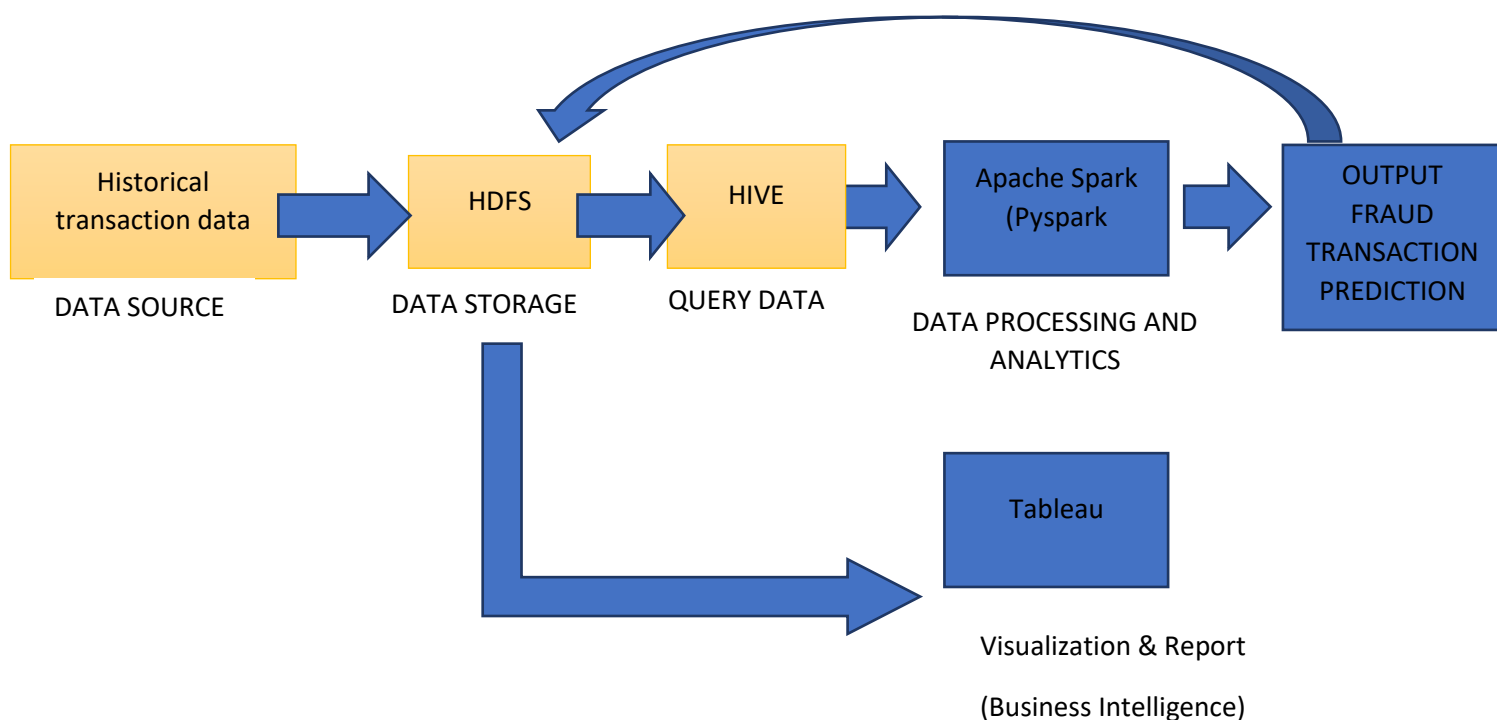 Historical
transaction data
DATA SOURCE
HDFS
DATA STORAGE
HIVE
QUERY DATA
Apache Spark
(Pyspark
DATA PROCESSING AND
ANALYTICS
OUTPUT
FRAUD
TRANSACTION
PREDICTION
Tableau
Visualization & Report
(Business Intelligence)